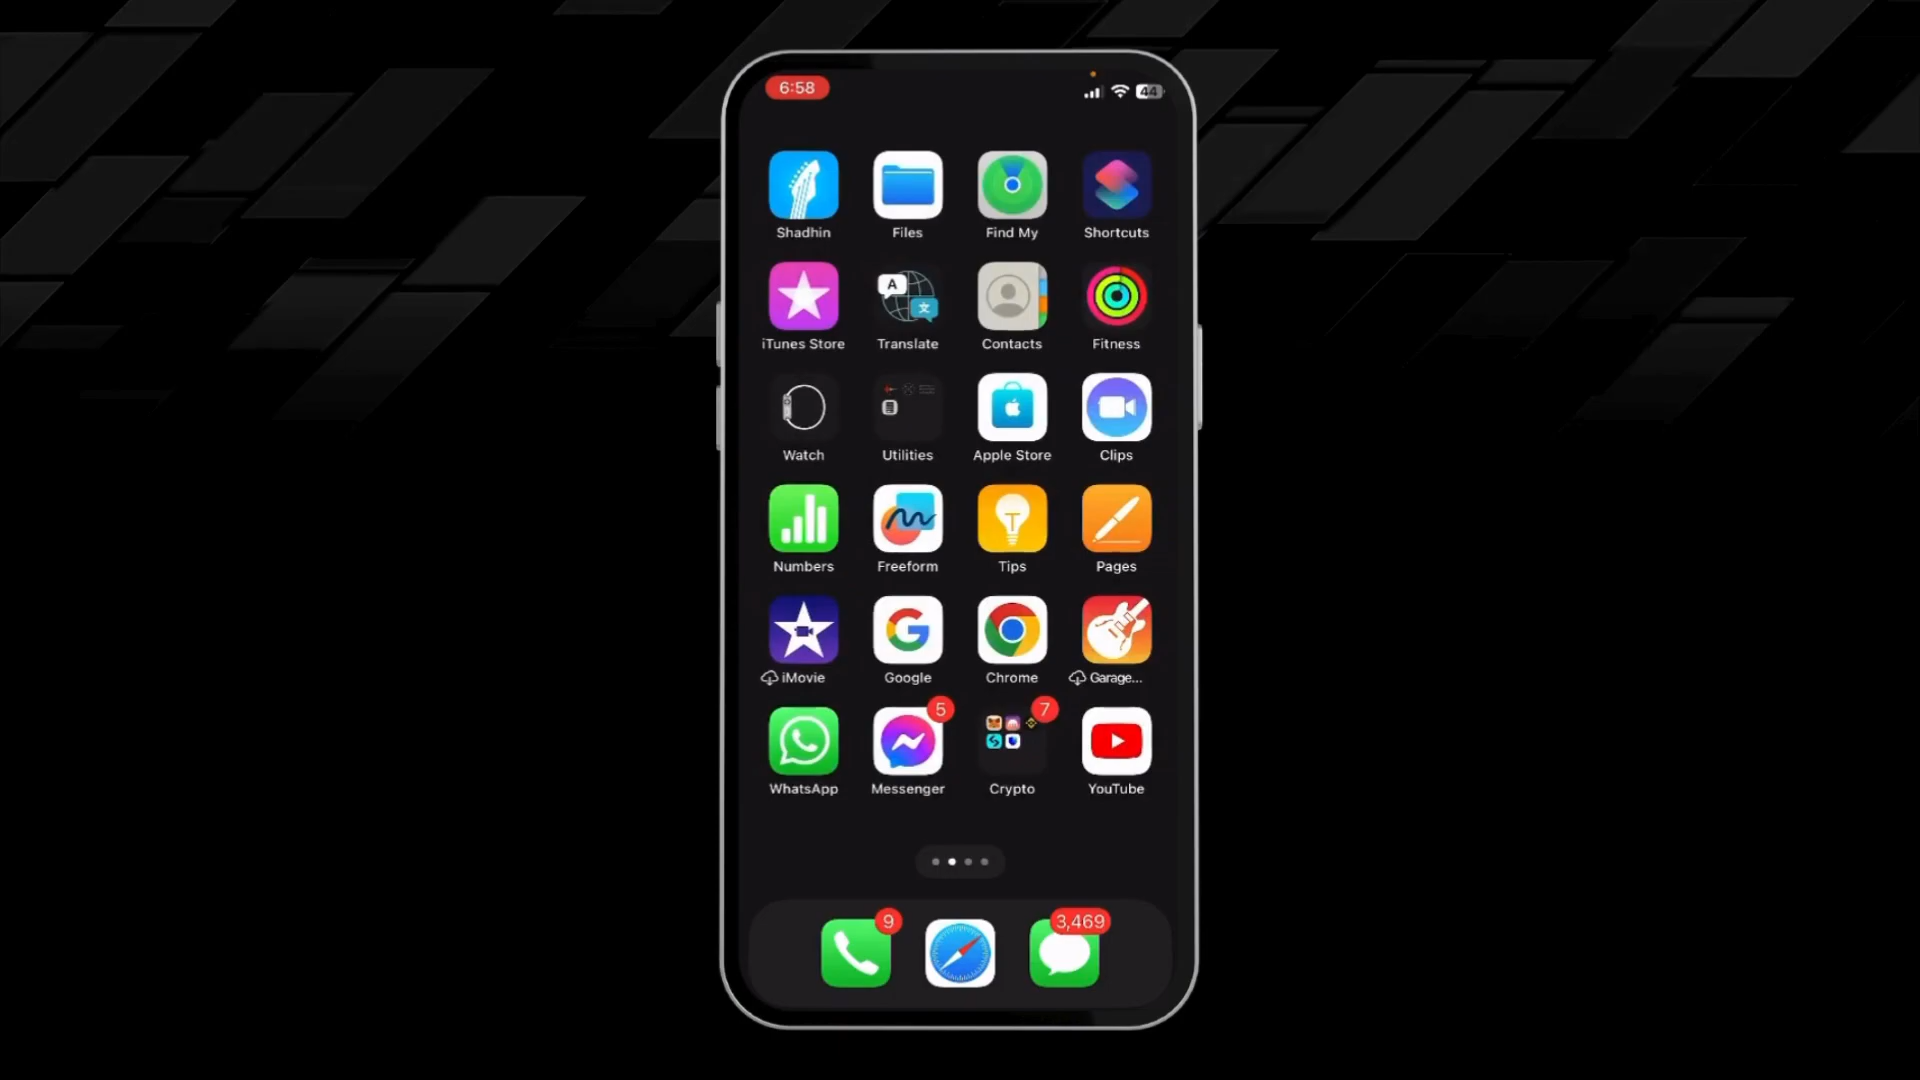 6:58 44
Shadhin Files Find My Shortcuts
A 文
iTunes Store Translate Contacts Fitness
Watch Utilities Apple Store Clips
T
Numbers Freeform Tips Pages
G
iMovie Google Chrome Garage...
5 7
WhatsApp Messenger Crypto YouTube
9 3,469